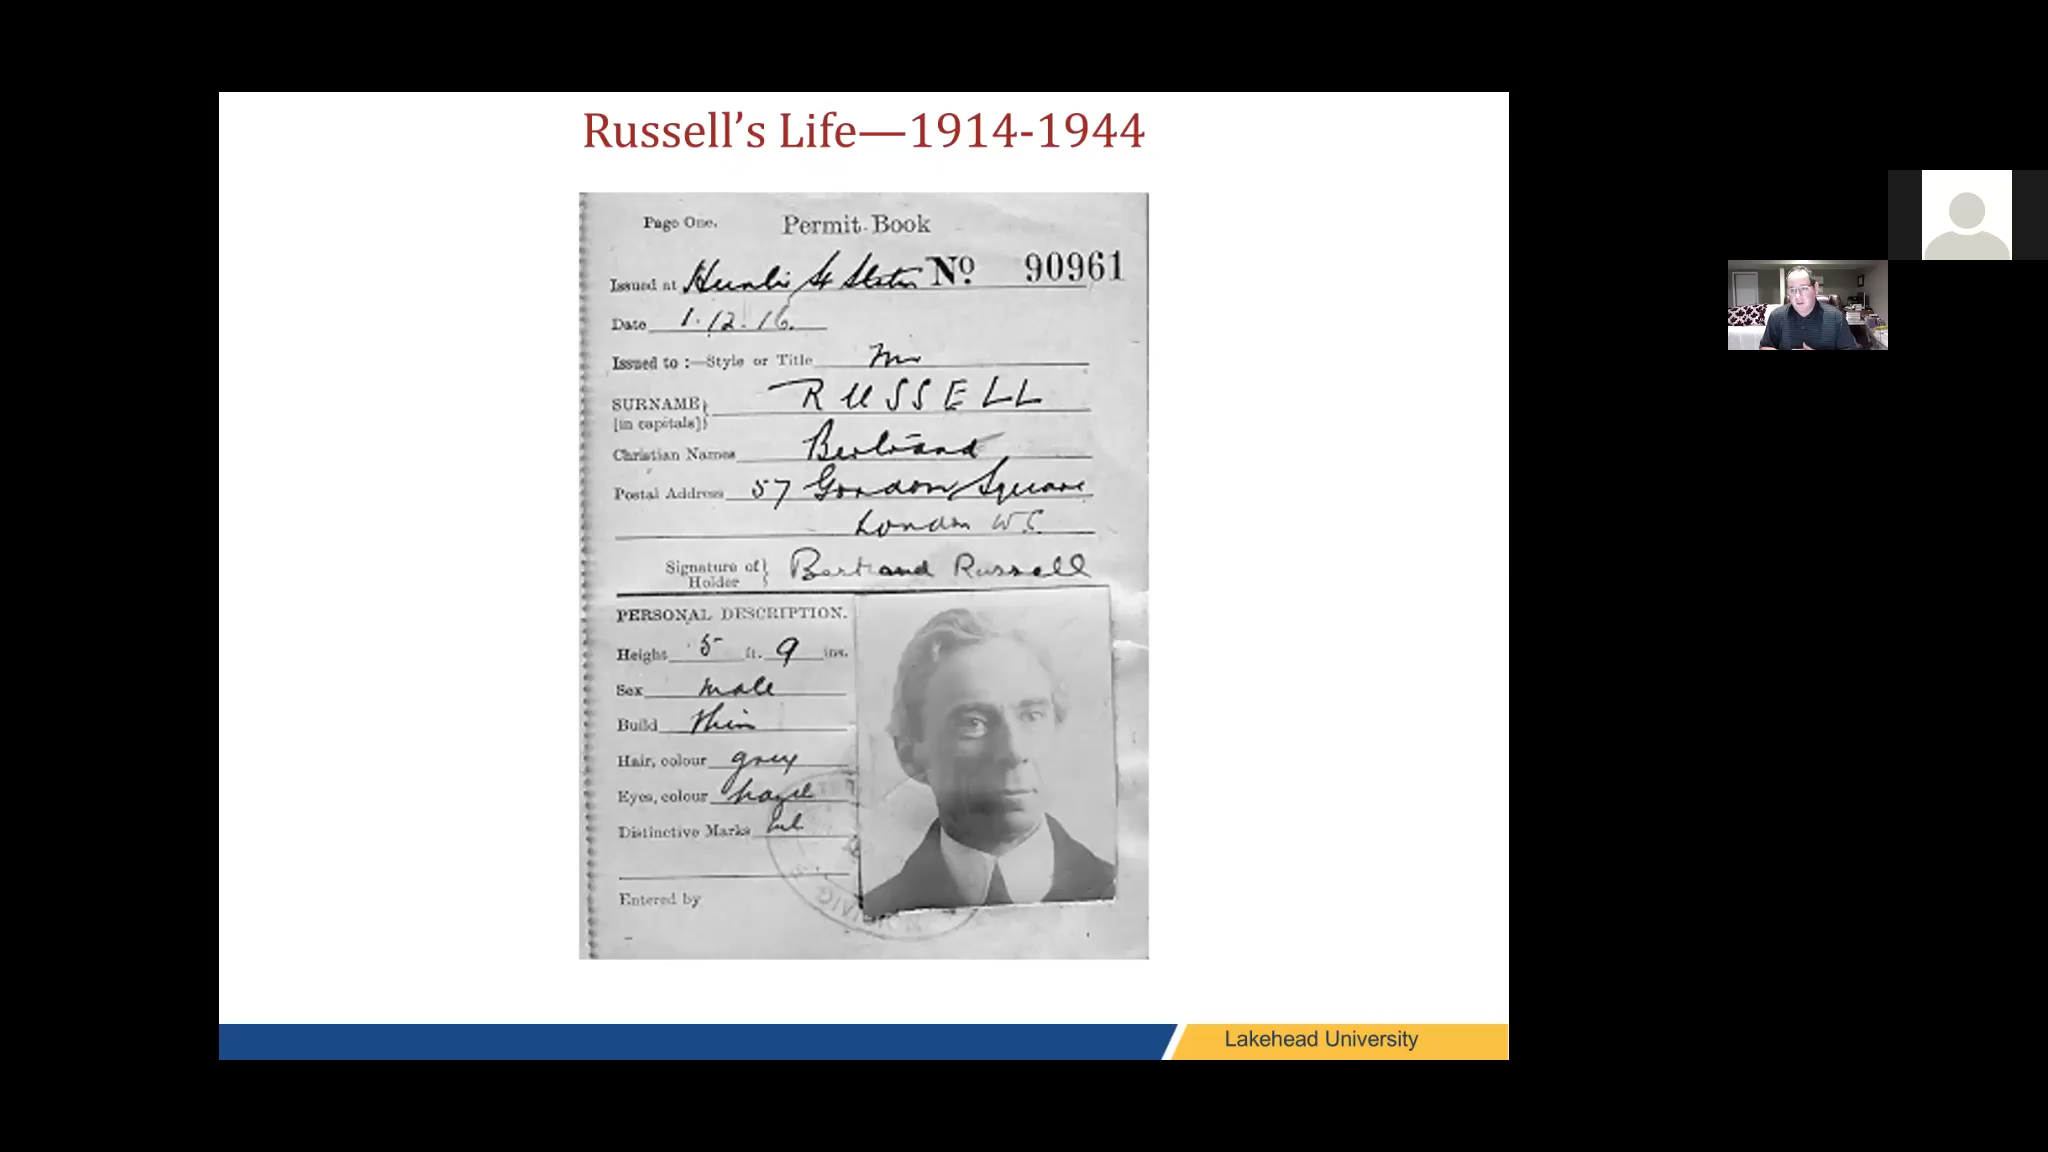 Russell's Life—1914-1944
Page One. Permit Book
Issued at No. 90961
Date 1.12.16.
Issued to :—Style or Title Mr
SURNAME} RUSSELL
[in capitals]}
Christian Names Bertrand
Postal Address 57 Gordon Square
London W.C.
Signature of} Bertrand Russell
Holder }
PERSONAL DESCRIPTION.
Height 5 ft. 9 ins.
Sex male
Build thin
Hair, colour grey
Eyes, colour hazel
Distinctive Marks
Entered by
Lakehead University